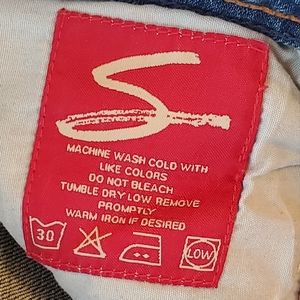 S
MACHINE WASH COLD WITH
LIKE COLORS
DO NOT BLEACH
TUMBLE DRY LOW REMOVE
PROMPTLY
WARM IRON IF DESIRED
30
LOW